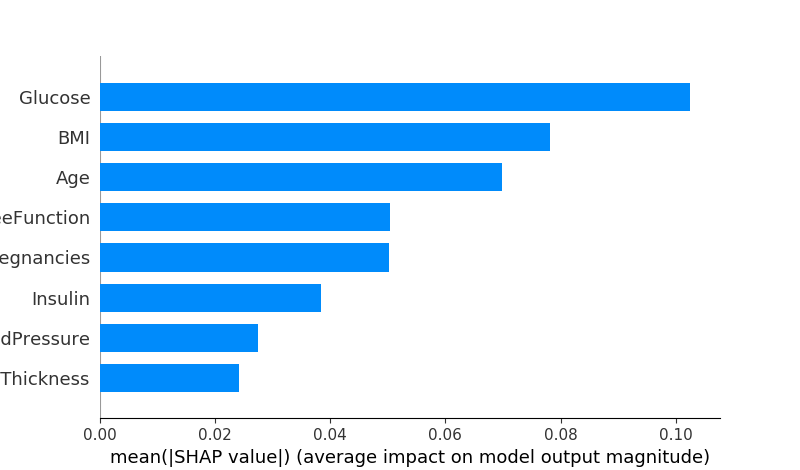 Glucose
BMI
Age
eeFunction
egnancies
Insulin
dPressure
Thickness
0.00 0.02 0.04 0.06 0.08 0.10
mean(|SHAP value|) (average impact on model output magnitude)